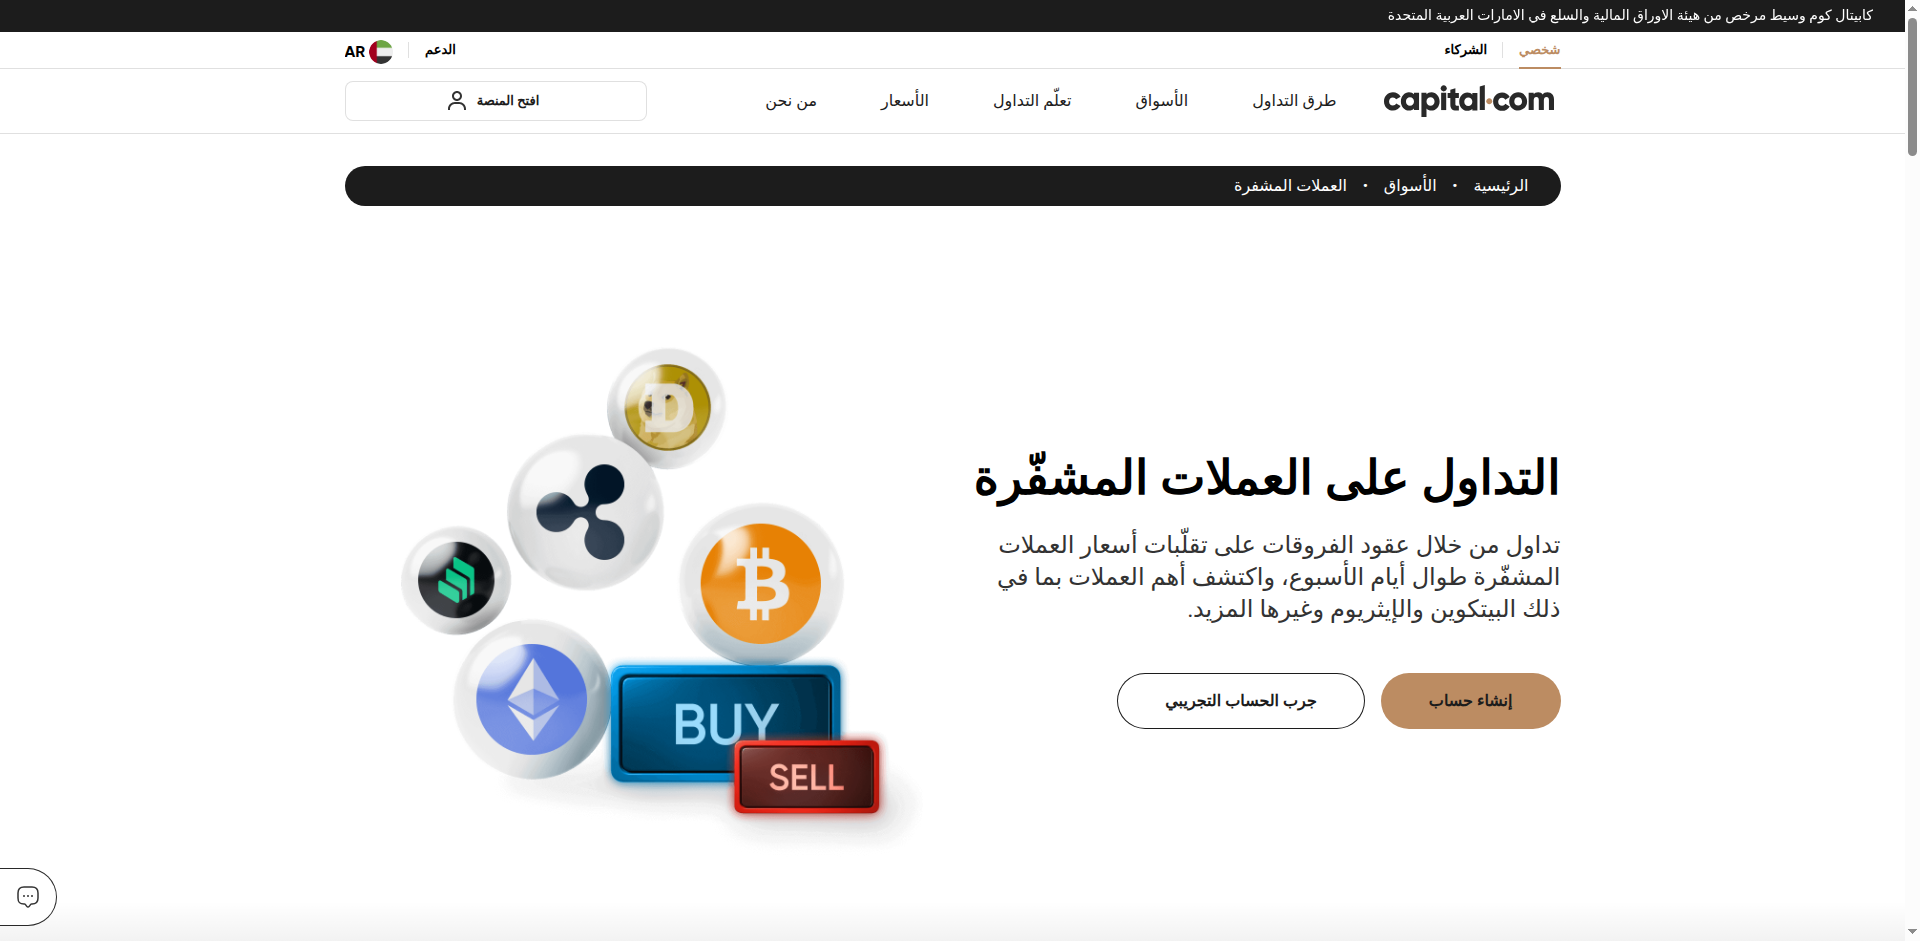 كابيتال كوم وسيط مرخص من هيئة الاوراق المالية والسلع في الامارات العربية المتحدة
شخصي
الشركاء
الدعم
AR
capital.com
طرق التداول
الأسواق
تعلّم التداول
الأسعار
من نحن
افتح المنصة
الرئيسية • الأسواق • العملات المشفرة
التداول على العملات المشفّرة
تداول من خلال عقود الفروقات على تقلّبات أسعار العملات
المشفّرة طوال أيام الأسبوع، واكتشف أهم العملات بما في
ذلك البيتكوين والإيثريوم وغيرها المزيد.
إنشاء حساب
جرب الحساب التجريبي
BUY
SELL